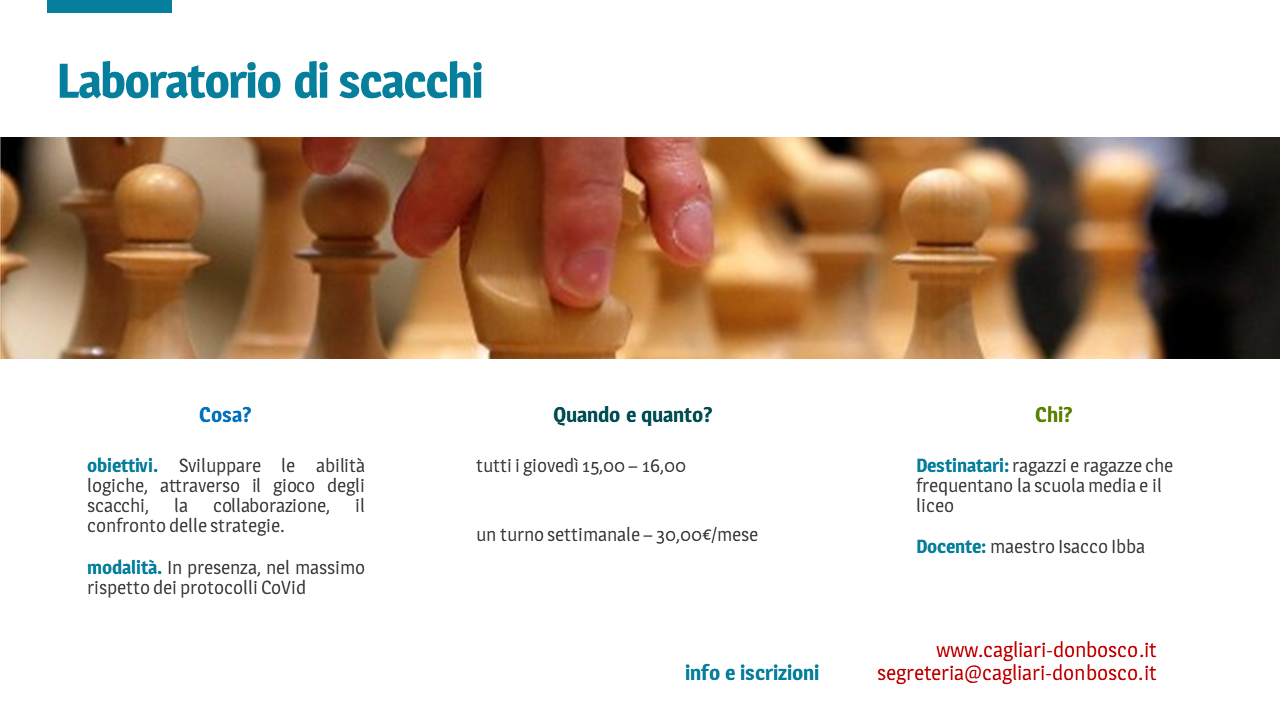 Laboratorio di scacchi
Cosa?
obiettivi. Sviluppare le abilità
logiche, attraverso il gioco degli
scacchi, la collaborazione, il
confronto delle strategie.
modalità. In presenza, nel massimo
rispetto dei protocolli CoVid
Quando e quanto?
tutti i giovedì 15,00 – 16,00
un turno settimanale – 30,00€/mese
Chi?
Destinatari: ragazzi e ragazze che
frequentano la scuola media e il
liceo
Docente: maestro Isacco Ibba
info e iscrizioni
www.cagliari-donbosco.it
segreteria@cagliari-donbosco.it